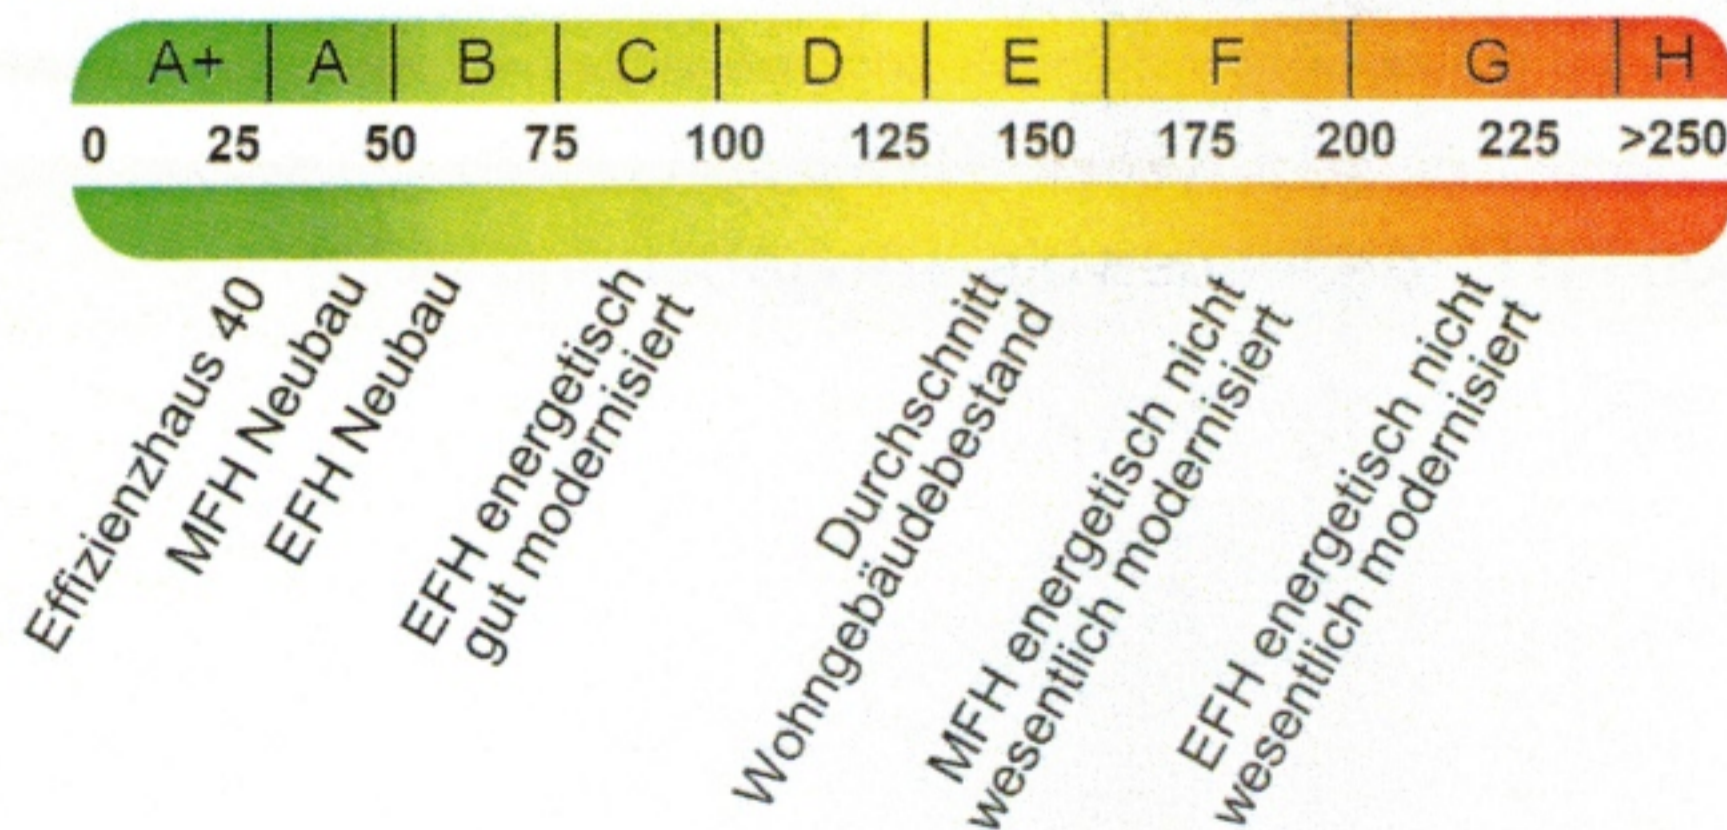 A+ A B C D E F G H
0 25 50 75 100 125 150 175 200 225 >250
Effizienzhaus 40
MFH Neubau
EFH Neubau
EFH energetisch
gut modernisiert
Durchschnitt
Wohngebäudebestand
MFH energetisch nicht
wesentlich modernisiert
EFH energetisch nicht
wesentlich modernisiert